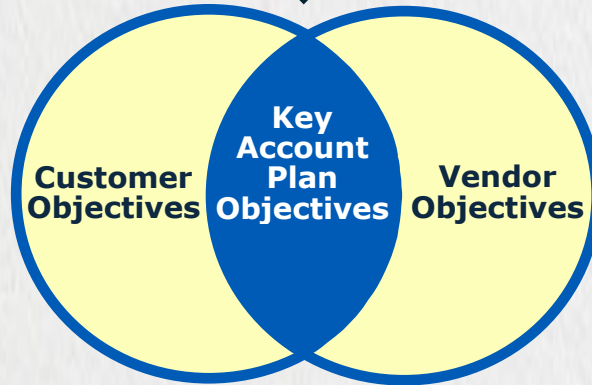 Customer
Objectives
Key
Account
Plan
Objectives
Vendor
Objectives